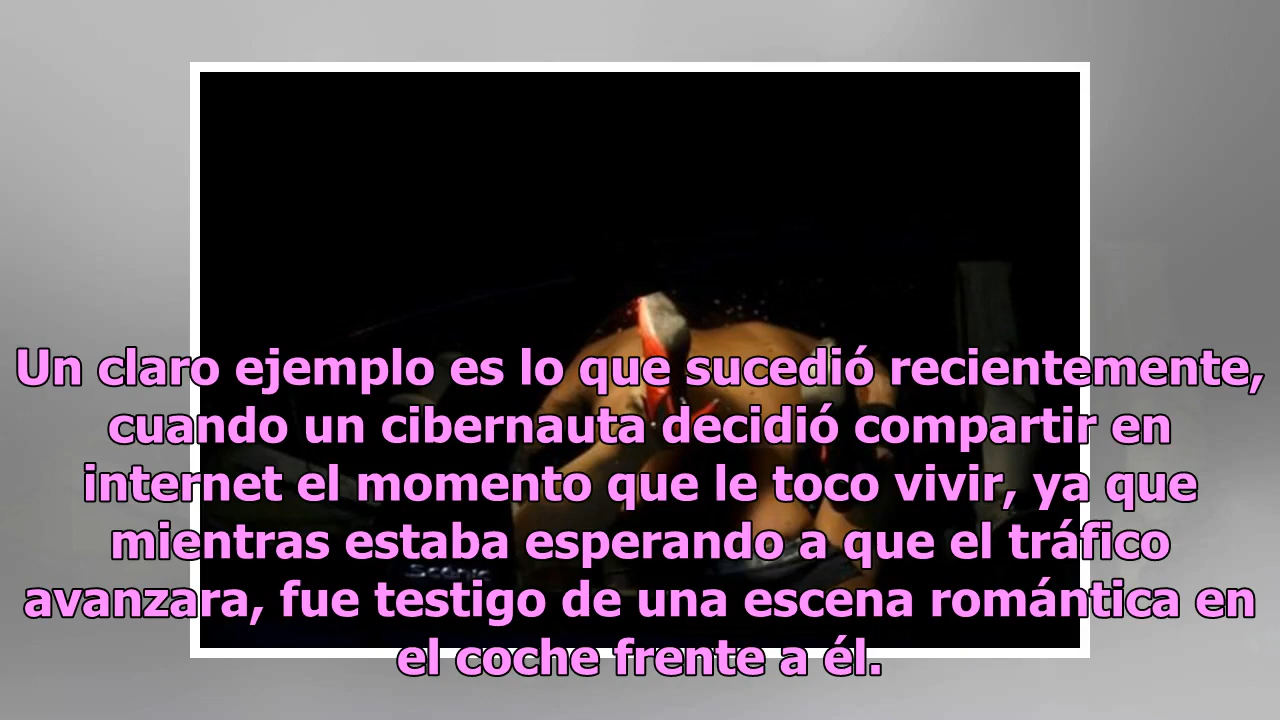 Un claro ejemplo es lo que sucedió recientemente,
cuando un cibernauta decidió compartir en
internet el momento que le toco vivir, ya que
mientras estaba esperando a que el tráfico
avanzara, fue testigo de una escena romántica en
el coche frente a él.